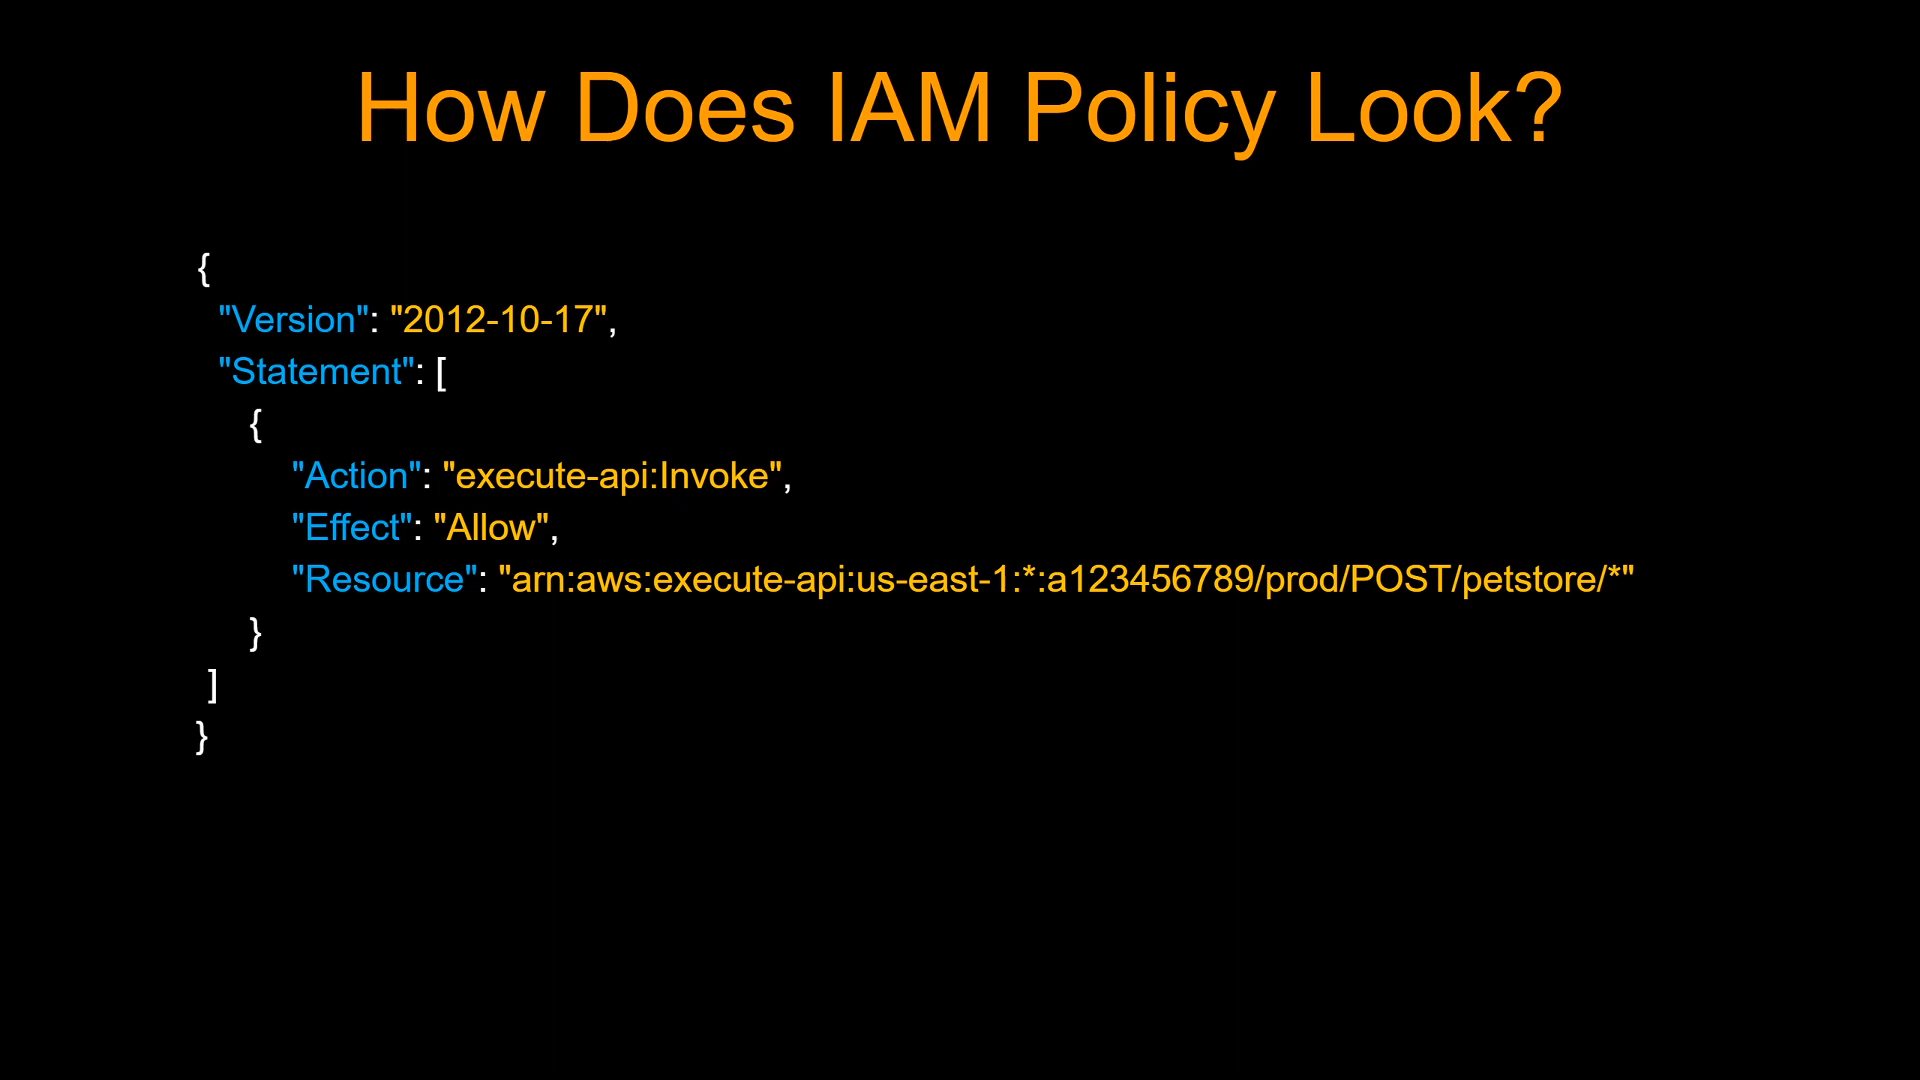 How Does IAM Policy Look?
{
"Version": "2012-10-17",
"Statement": [
{
"Action": "execute-api:Invoke",
"Effect": "Allow",
"Resource": "arn:aws:execute-api:us-east-1:*:a123456789/prod/POST/petstore/*"
}
]
}